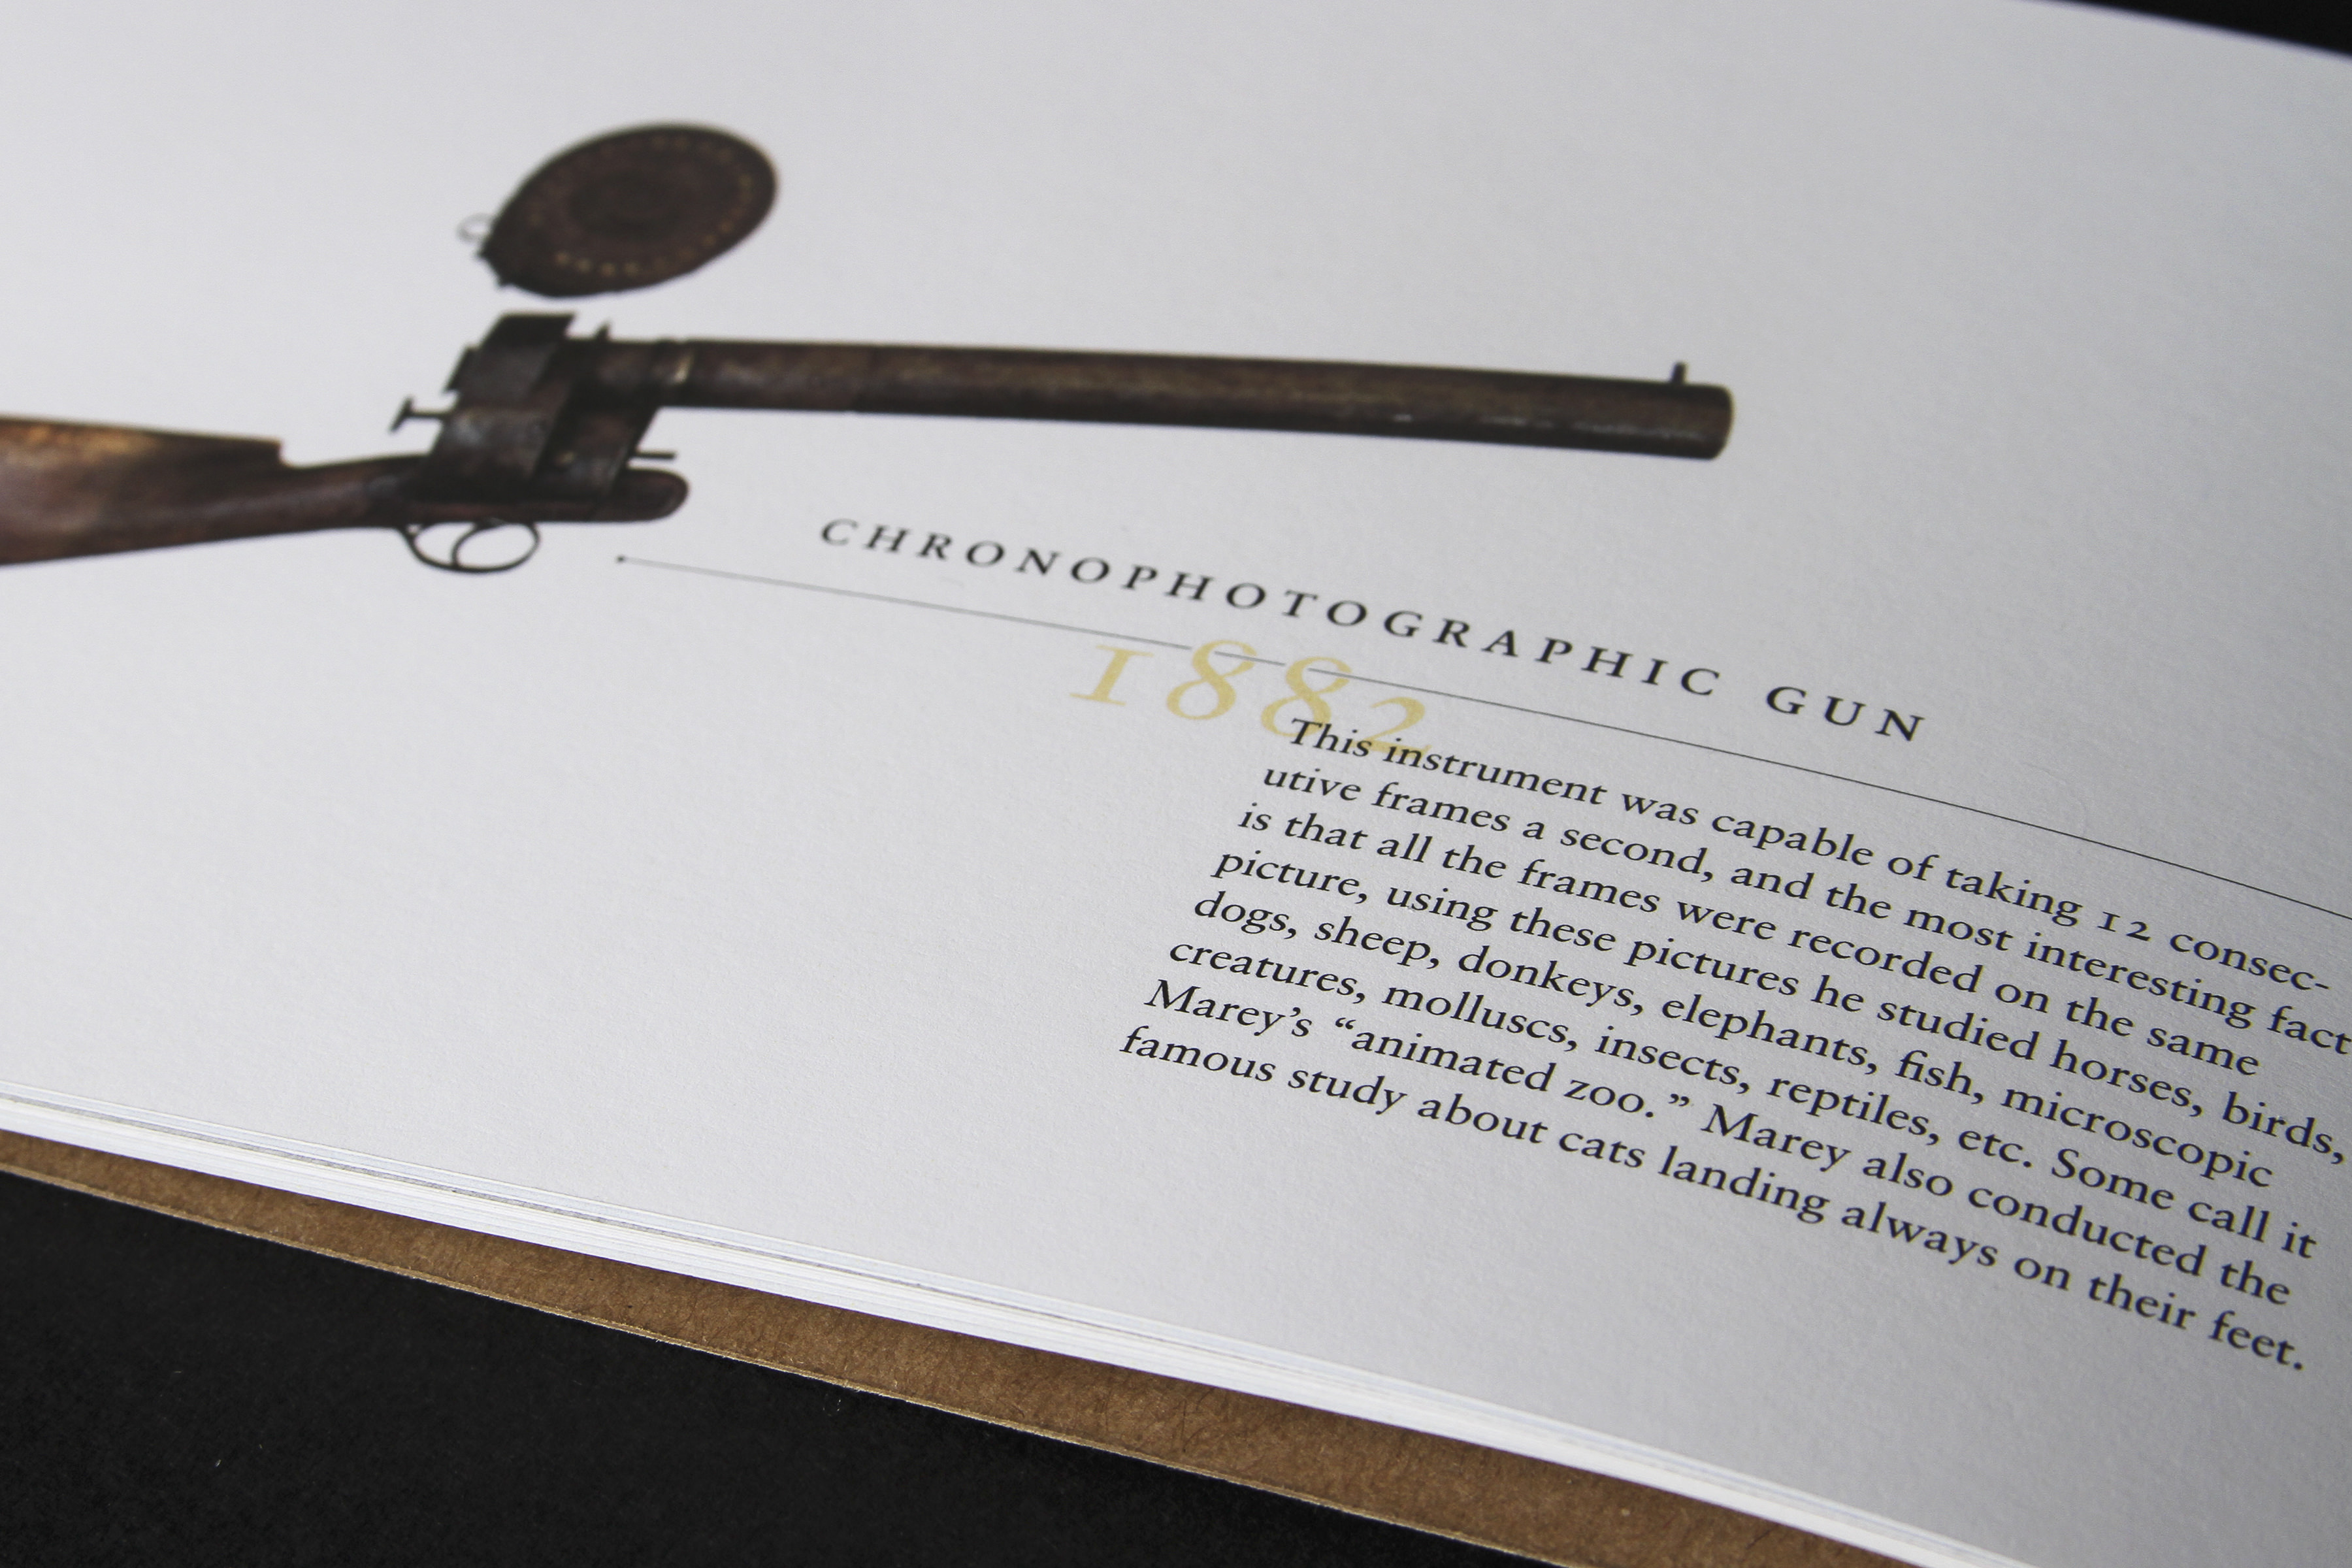 CHRONOPHOTOGRAPHIC GUN
1882
This instrument was capable of taking 12 consec-
utive frames a second, and the most interesting fact
is that all the frames were recorded on the same
picture, using these pictures he studied horses, birds,
dogs, sheep, donkeys, elephants, fish, microscopic
creatures, molluscs, insects, reptiles, etc. Some call it
Marey’s “animated zoo.” Marey also conducted the
famous study about cats landing always on their feet.